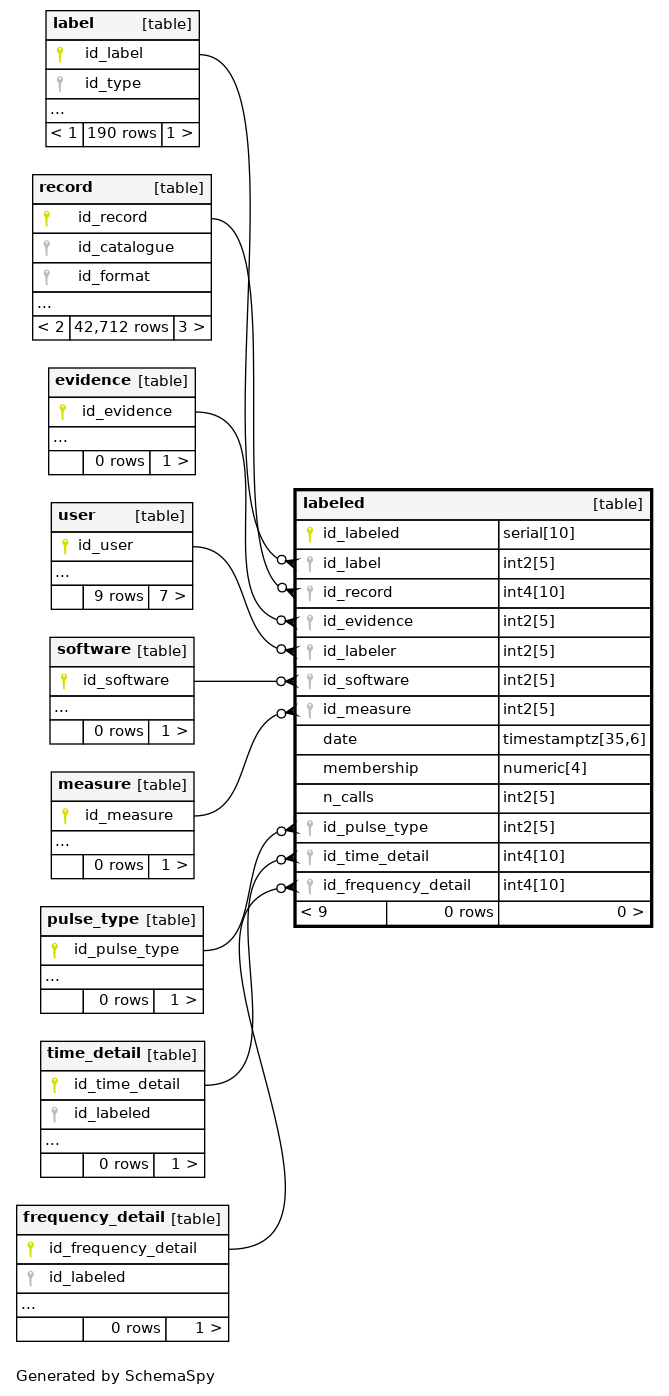 label [table]
id_label
id_type
...
< 1 190 rows 1 >
record [table]
id_record
id_catalogue
id_format
...
< 2 42,712 rows 3 >
evidence [table]
id_evidence
...
0 rows 1 >
user [table]
id_user
...
9 rows 7 >
software [table]
id_software
...
0 rows 1 >
measure [table]
id_measure
...
0 rows 1 >
pulse_type [table]
id_pulse_type
...
0 rows 1 >
time_detail [table]
id_time_detail
id_labeled
...
0 rows 1 >
frequency_detail [table]
id_frequency_detail
id_labeled
...
0 rows 1 >
labeled [table]
id_labeled serial[10]
id_label int2[5]
id_record int4[10]
id_evidence int2[5]
id_labeler int2[5]
id_software int2[5]
id_measure int2[5]
date timestamptz[35,6]
membership numeric[4]
n_calls int2[5]
id_pulse_type int2[5]
id_time_detail int4[10]
id_frequency_detail int4[10]
< 9 0 rows 0 >
Generated by SchemaSpy